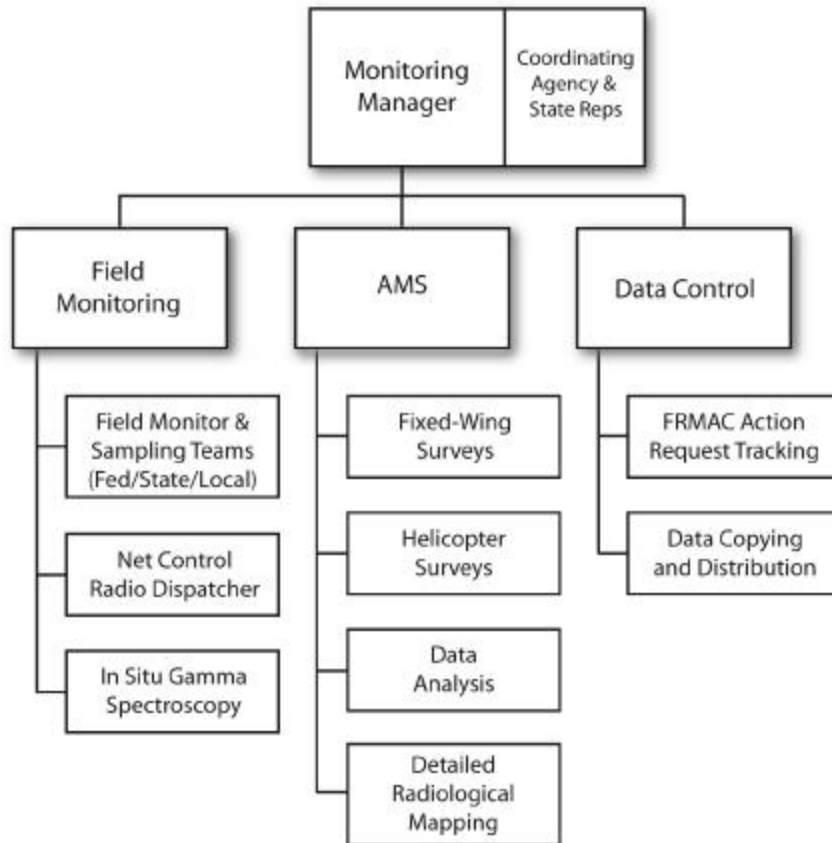 Monitoring
Manager
Coordinating
Agency &
State Reps
Field
Monitoring
AMS
Data Control
Field Monitor &
Sampling Teams
(Fed/State/Local)
Net Control
Radio Dispatcher
In Situ Gamma
Spectroscopy
Fixed-Wing
Surveys
Helicopter
Surveys
Data
Analysis
Detailed
Radiological
Mapping
FRMAC Action
Request Tracking
Data Copying
and Distribution